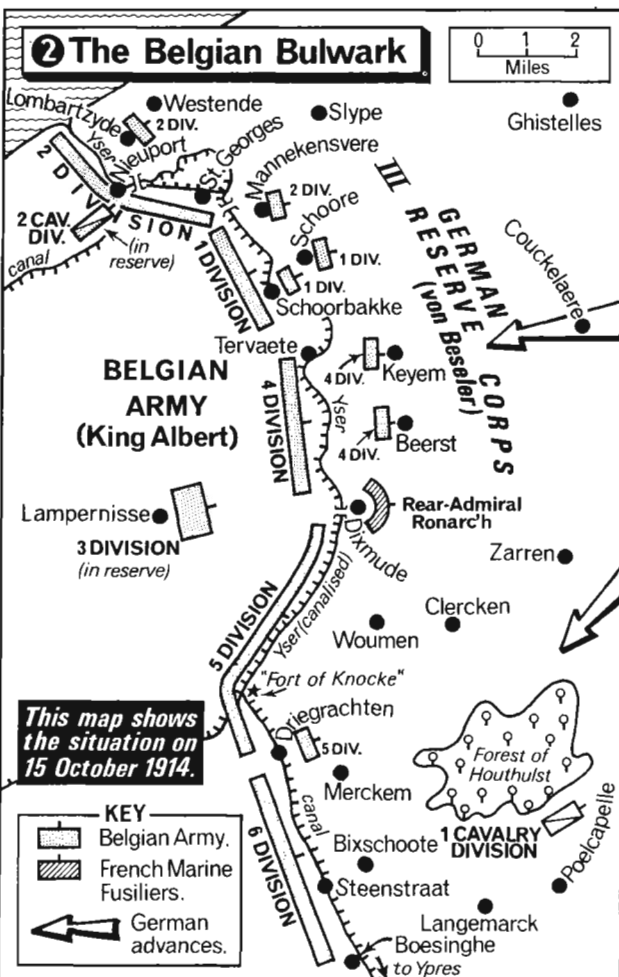 2 The Belgian Bulwark
0 1 2
Miles
Lombartzyde
Westende
2 DIV.
Slype
Ghistelles
Yser
Nieuport
St. Georges
Mannekensvere
2 DIV.
2 DIVISION
2 CAV.
DIV.
(in
reserve)
canal
Schoore
1 DIV.
1 DIV.
1 DIVISION
Schoorbakke
III GERMAN
RESERVE CORPS
(von Beseler)
Couckelaere
Tervaete
4 DIV.
Keyem
BELGIAN
ARMY
(King Albert)
4 DIVISION
Yser
4 DIV.
Beerst
Lampernisse
3 DIVISION
(in reserve)
Dixmude
Rear-Admiral
Ronarc'h
Zarren
5 DIVISION
Yser (canalised)
Clercken
Woumen
"Fort of Knocke"
This map shows
the situation on
15 October 1914.
Driegrachten
5 DIV.
Merckem
Forest of
Houthulst
1 CAVALRY
DIVISION
Poelcapelle
KEY
Belgian Army.
French Marine
Fusiliers.
German
advances.
6 DIVISION
canal
Bixschoote
Steenstraat
Langemarck
Boesinghe
to Ypres